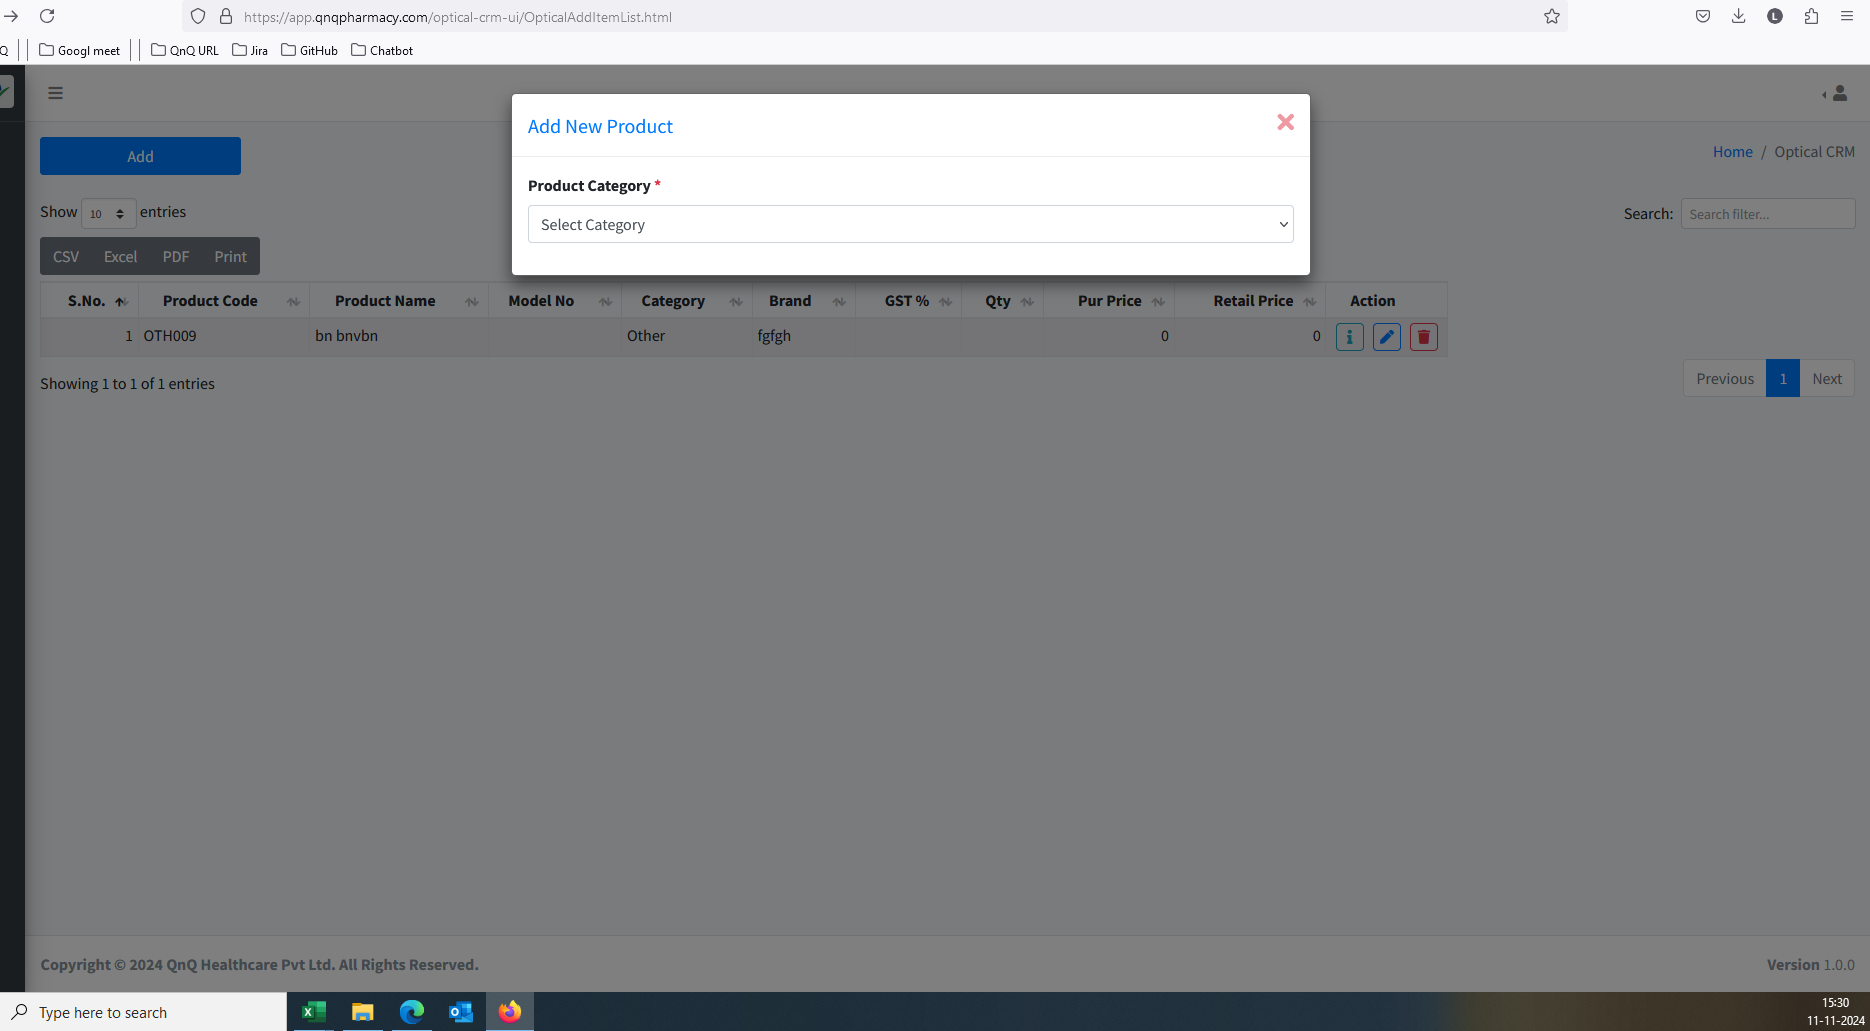 https://app.qnqpharmacy.com/optical-crm-ui/OpticalAddItemList.html
L
Q
Googl meet
QnQ URL
Jira
GitHub
Chatbot
Add New Product
Add
Home / Optical CRM
Product Category *
Select Category
Show 10 entries
Search: Search filter...
CSV Excel PDF Print
S.No. Product Code Product Name Model No Category Brand GST % Qty Pur Price Retail Price Action
1 OTH009 bn bnvbn Other fgfgh 0 0
Showing 1 to 1 of 1 entries
Previous 1 Next
Copyright © 2024 QnQ Healthcare Pvt Ltd. All Rights Reserved.
Version 1.0.0
Type here to search
15:30
11-11-2024